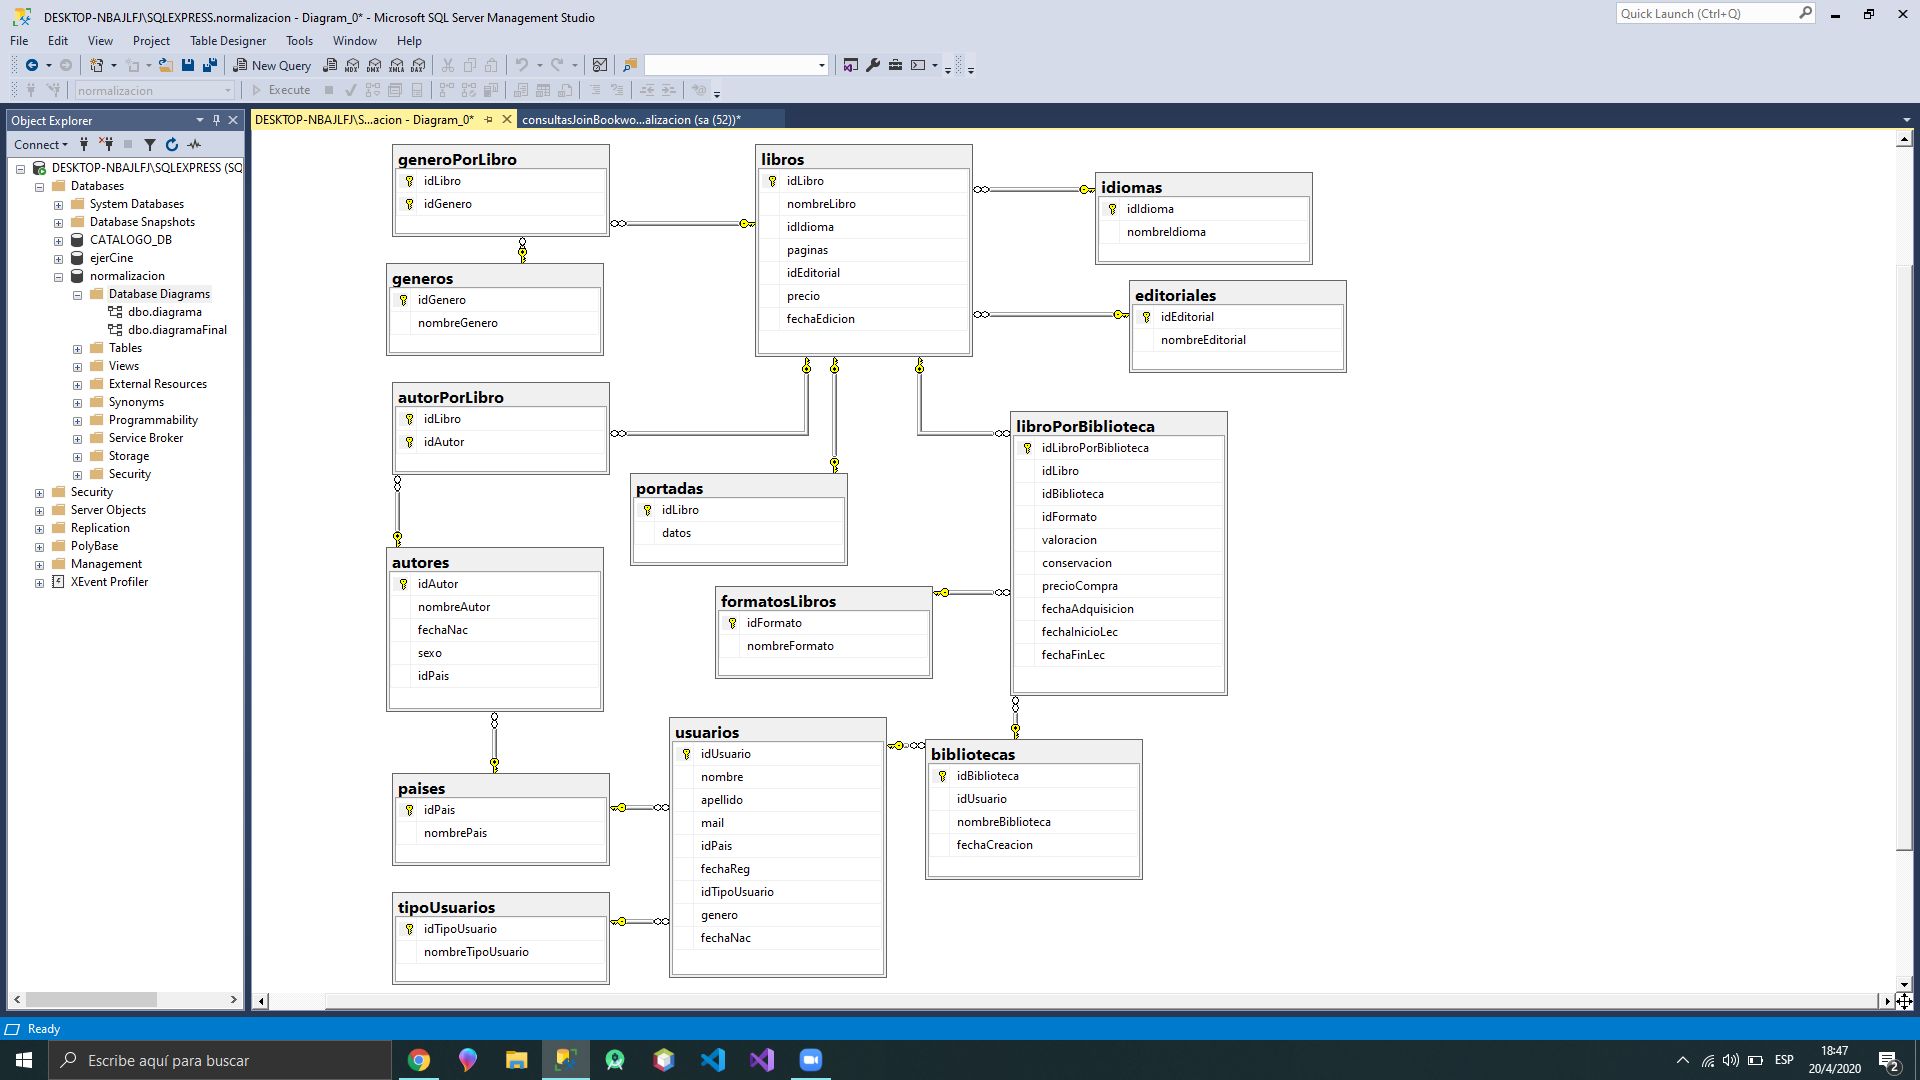 DESKTOP-NBAJLFJ\SQLEXPRESS.normalizacion - Diagram_0* - Microsoft SQL Server Management Studio
Quick Launch (Ctrl+Q)
File Edit View Project Table Designer Tools Window Help
New Query
MDX DMX XMLA DAX
normalizacion
Execute
Object Explorer
DESKTOP-NBAJLFJ\S...acion - Diagram_0*
consultasJoinBookwo...alizacion (sa (52))*
Connect
DESKTOP-NBAJLFJ\SQLEXPRESS (SQ
Databases
System Databases
Database Snapshots
CATALOGO_DB
ejerCine
normalizacion
Database Diagrams
dbo.diagrama
dbo.diagramaFinal
Tables
Views
External Resources
Synonyms
Programmability
Service Broker
Storage
Security
Security
Server Objects
Replication
PolyBase
Management
XEvent Profiler
generoPorLibro
idLibro
idGenero
generos
idGenero
nombreGenero
autorPorLibro
idLibro
idAutor
autores
idAutor
nombreAutor
fechaNac
sexo
idPais
paises
idPais
nombrePais
tipoUsuarios
idTipoUsuario
nombreTipoUsuario
libros
idLibro
nombreLibro
idIdioma
paginas
idEditorial
precio
fechaEdicion
portadas
idLibro
datos
formatosLibros
idFormato
nombreFormato
usuarios
idUsuario
nombre
apellido
mail
idPais
fechaReg
idTipoUsuario
genero
fechaNac
idiomas
idIdioma
nombreIdioma
editoriales
idEditorial
nombreEditorial
libroPorBiblioteca
idLibroPorBiblioteca
idLibro
idBiblioteca
idFormato
valoracion
conservacion
precioCompra
fechaAdquisicion
fechaInicioLec
fechaFinLec
bibliotecas
idBiblioteca
idUsuario
nombreBiblioteca
fechaCreacion
Ready
Escribe aquí para buscar
ESP
18:47
20/4/2020
2